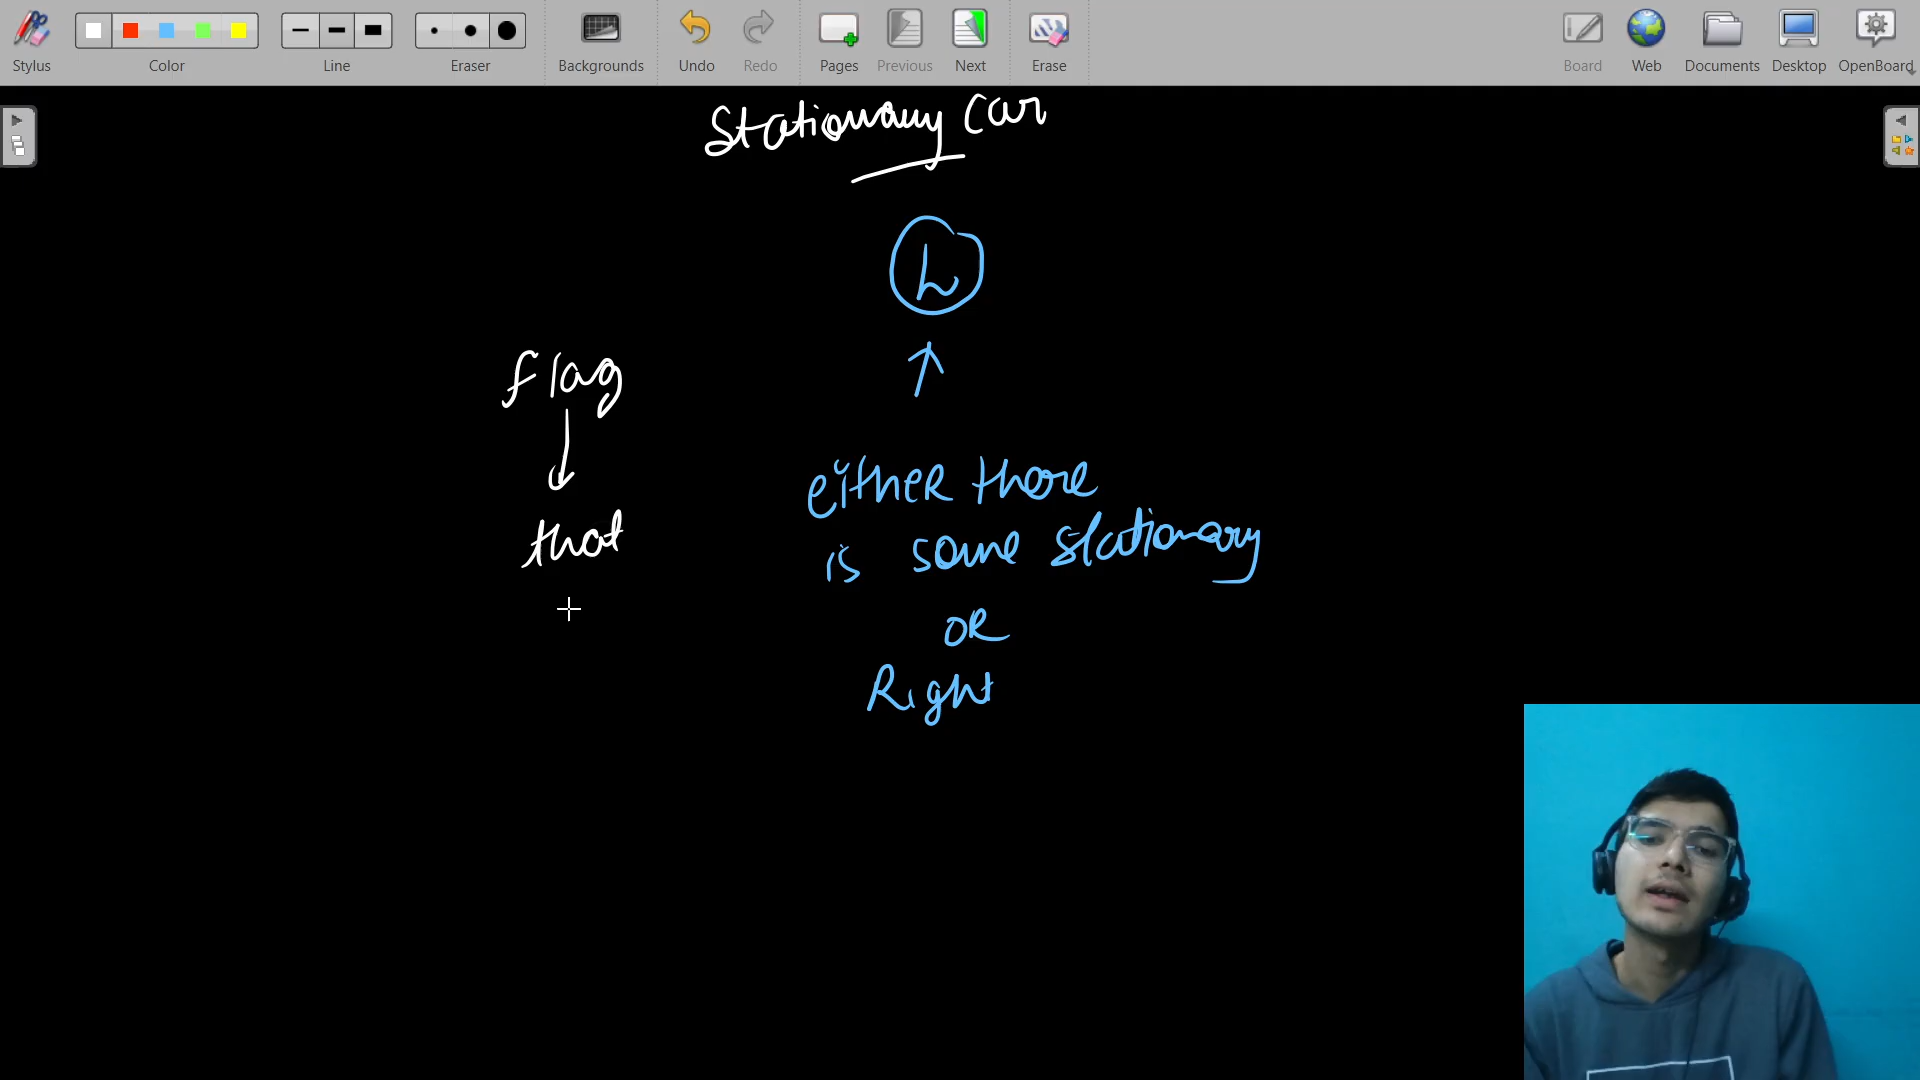 Stylus
Color
Line
Eraser
Backgrounds
Undo
Redo
Pages
Previous
Next
Erase
Board
Web
Documents
Desktop
OpenBoard
Stationary Car
L
flag
that
either there
is some stationary
OR
Right